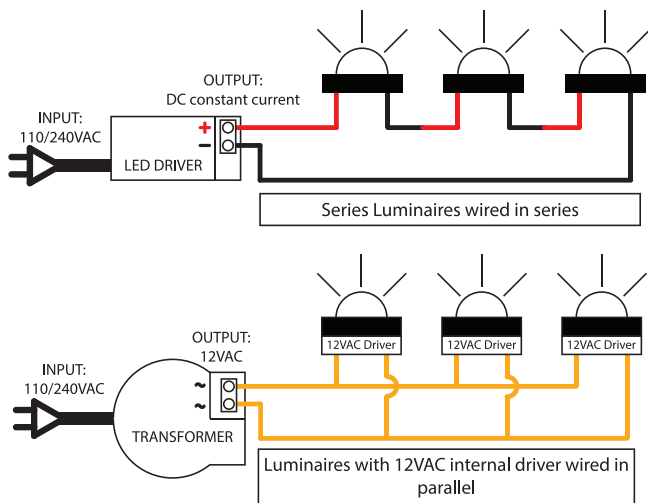 OUTPUT:
DC constant current
INPUT:
110/240VAC
+
−
LED DRIVER
Series Luminaires wired in series
12VAC Driver
12VAC Driver
12VAC Driver
OUTPUT:
12VAC
INPUT:
110/240VAC
~
~
TRANSFORMER
Luminaires with 12VAC internal driver wired in
parallel